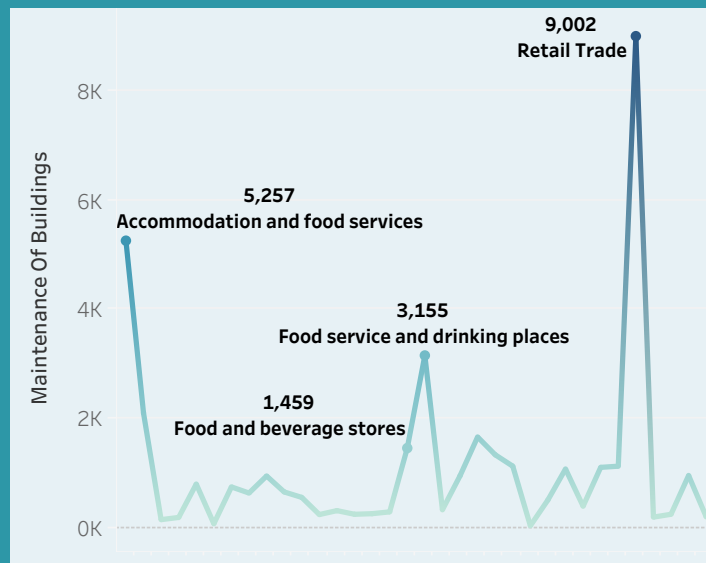 9,002
Retail Trade
8K
5,257
6K
Accommodation and food services
Maintenance Of Buildings
4K
3,155
Food service and drinking places
1,459
2K
Food and beverage stores
0K